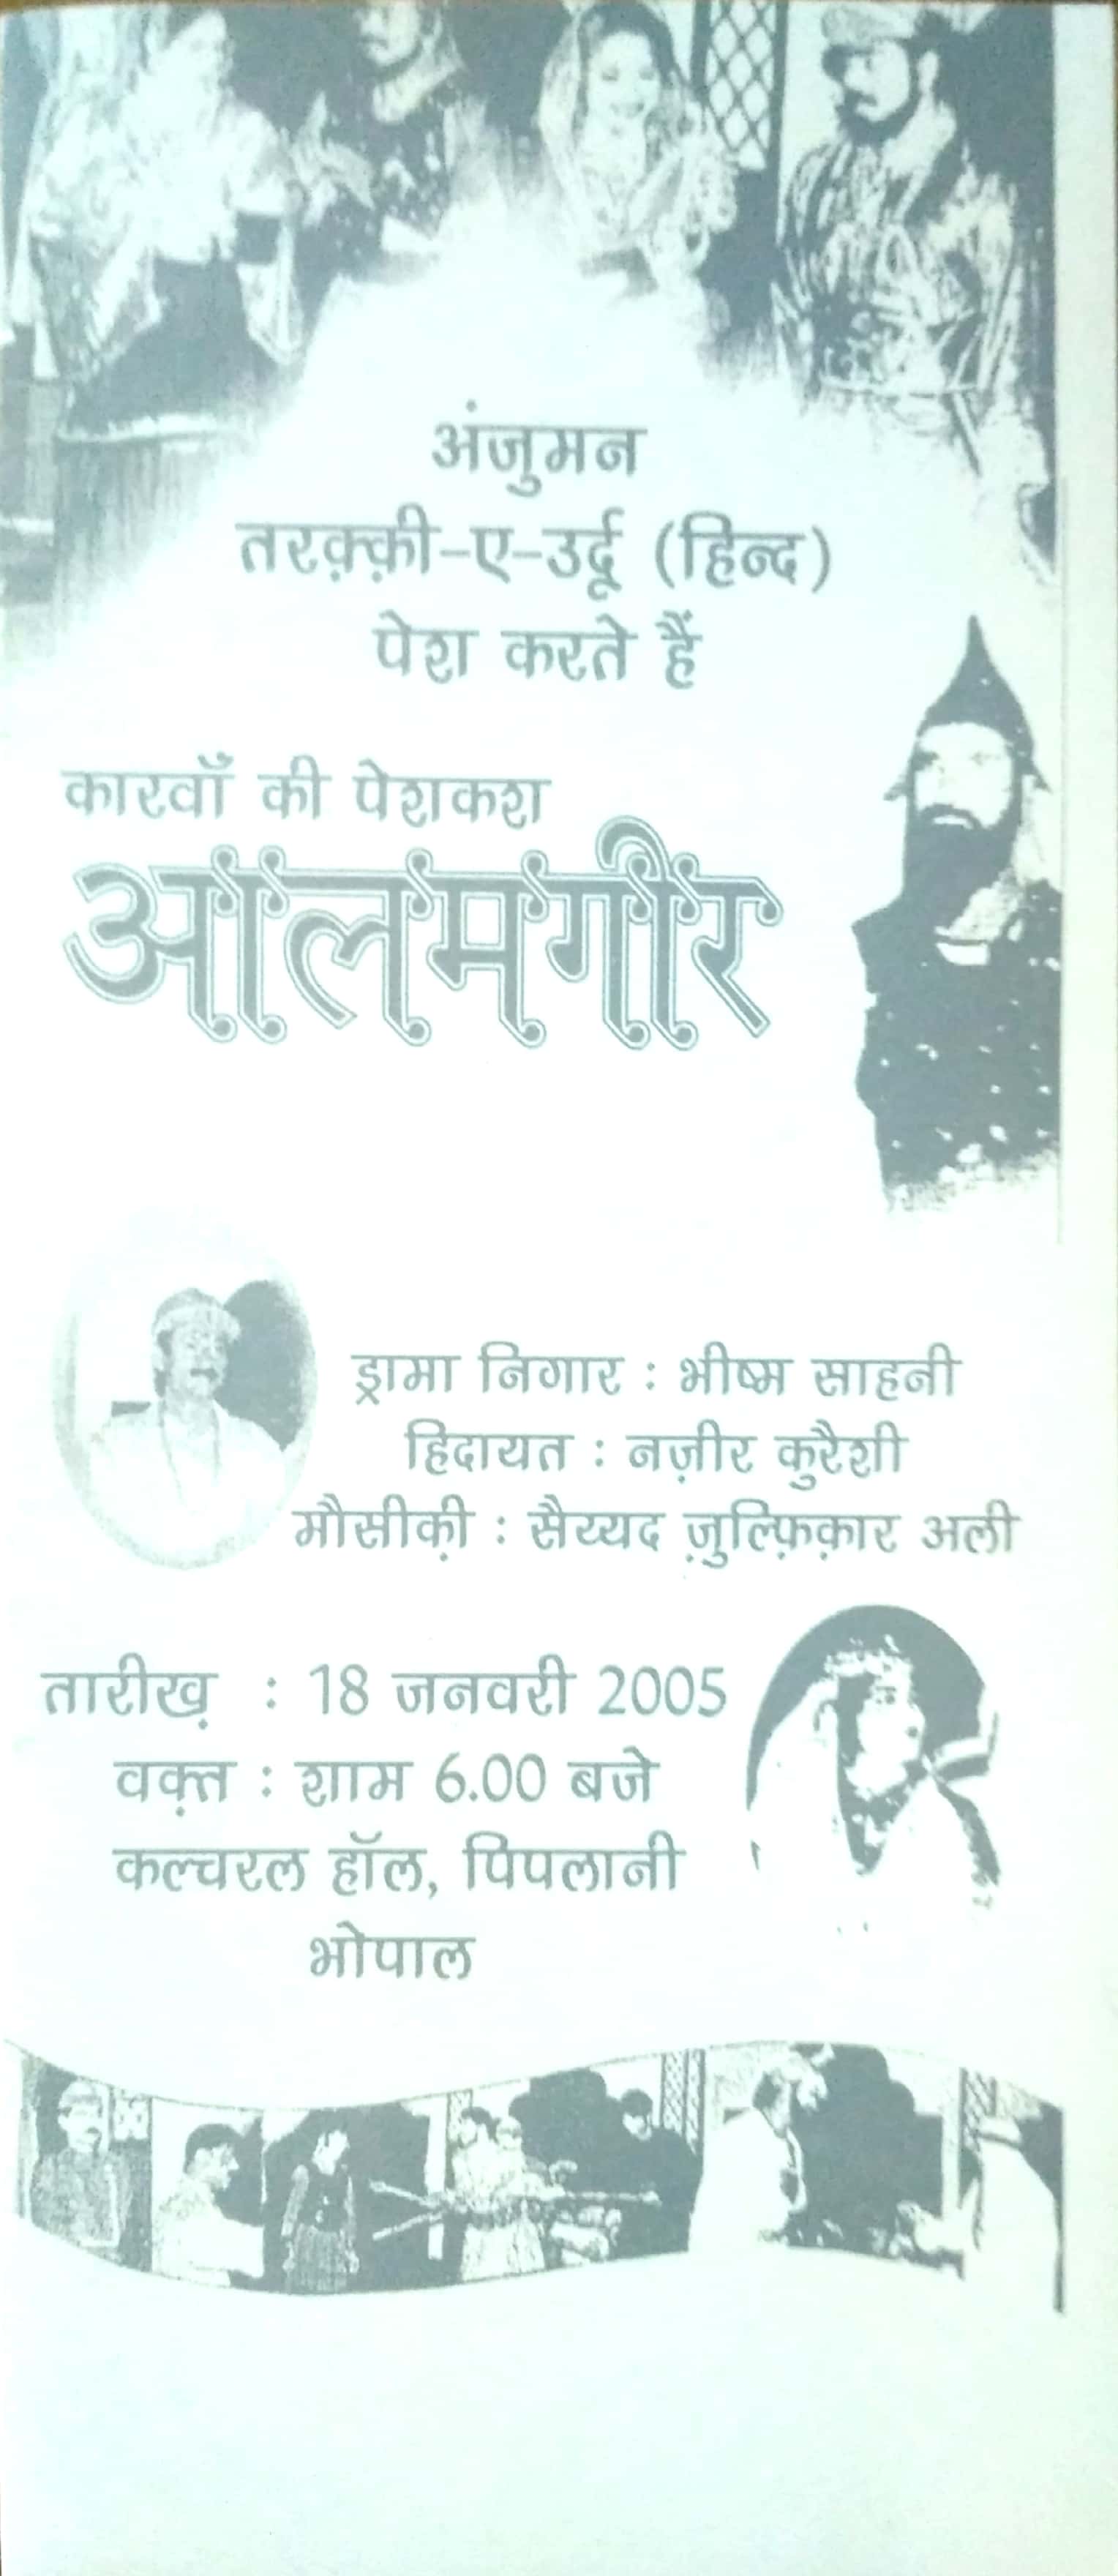 अंजुमन
तरक़्क़ी-ए-उर्दू (हिन्द)
पेश करते हैं
कारवाँ की पेशकश
आलमगीर
ड्रामा निगार : भीष्म साहनी
हिदायत : नज़ीर कुरैशी
मौसीक़ी : सैय्यद ज़ुल्फ़िक़ार अली
तारीख़ : 18 जनवरी 2005
वक़्त : शाम 6.00 बजे
कल्चरल हॉल, पिपलानी
भोपाल